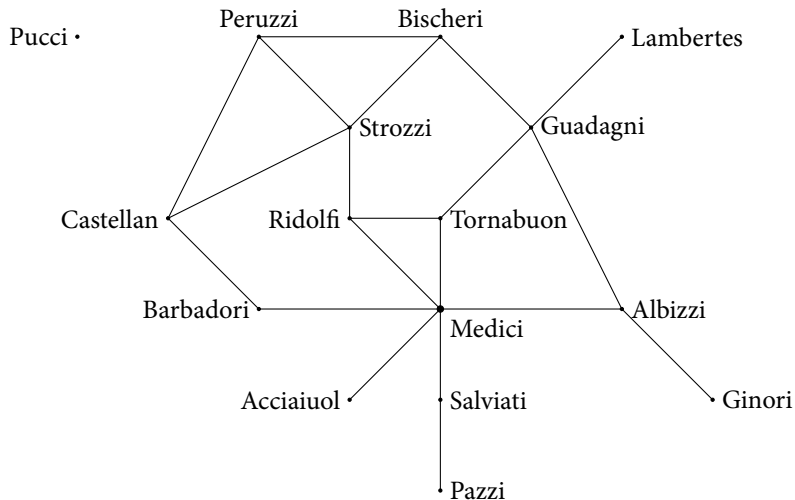 Peruzzi
Bischeri
Pucci
Lambertes
Strozzi
Guadagni
Castellan
Ridolfi
Tornabuon
Barbadori
Medici
Albizzi
Acciaiuol
Salviati
Ginori
Pazzi